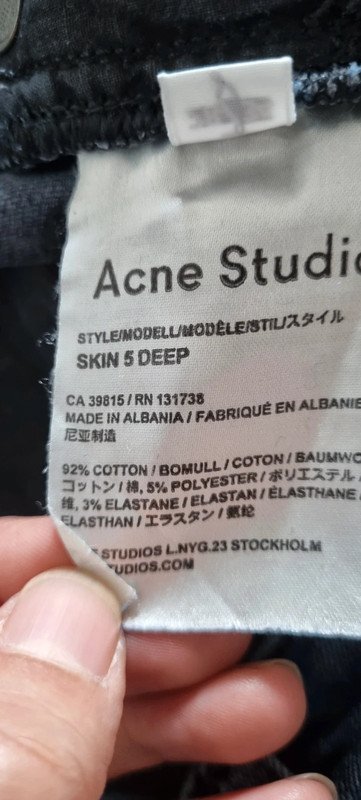 Acne Studio
STYLE/MODELL/MODÈLE/STIL/スタイル
SKIN 5 DEEP
CA 39815 / RN 131738
MADE IN ALBANIA / FABRIQUÉ EN ALBANIE
尼亚制造
92% COTTON / BOMULL / COTON / BAUMWO
コットン / 棉, 5% POLYESTER / ポリエステル /
维, 3% ELASTANE / ELASTAN / ÉLASTHANE
ELASTHAN / エラスタン / 氨纶
STUDIOS L.NYG.23 STOCKHOLM
TUDIOS.COM